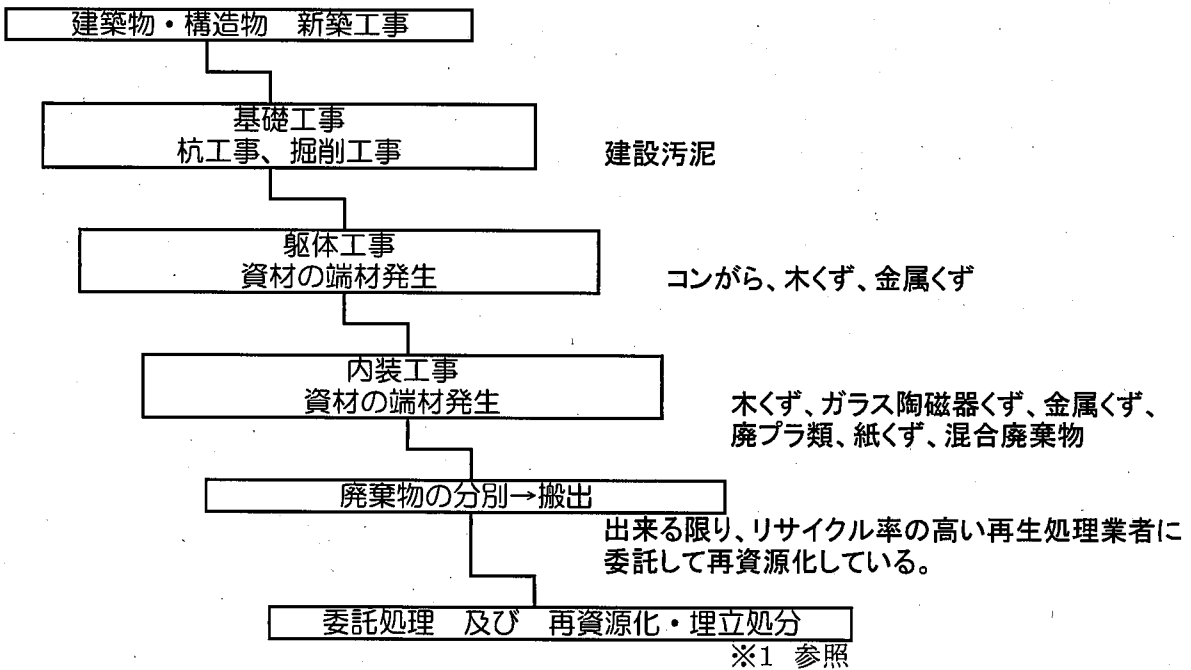 建築物・構造物　新築工事
基礎工事
杭工事、掘削工事
建設汚泥
躯体工事
資材の端材発生
コンがら、木くず、金属くず
内装工事
資材の端材発生
木くず、ガラス陶磁器くず、金属くず、
廃プラ類、紙くず、混合廃棄物
廃棄物の分別→搬出
出来る限り、リサイクル率の高い再生処理業者に
委託して再資源化している。
委託処理　及び　再資源化・埋立処分
※1　参照